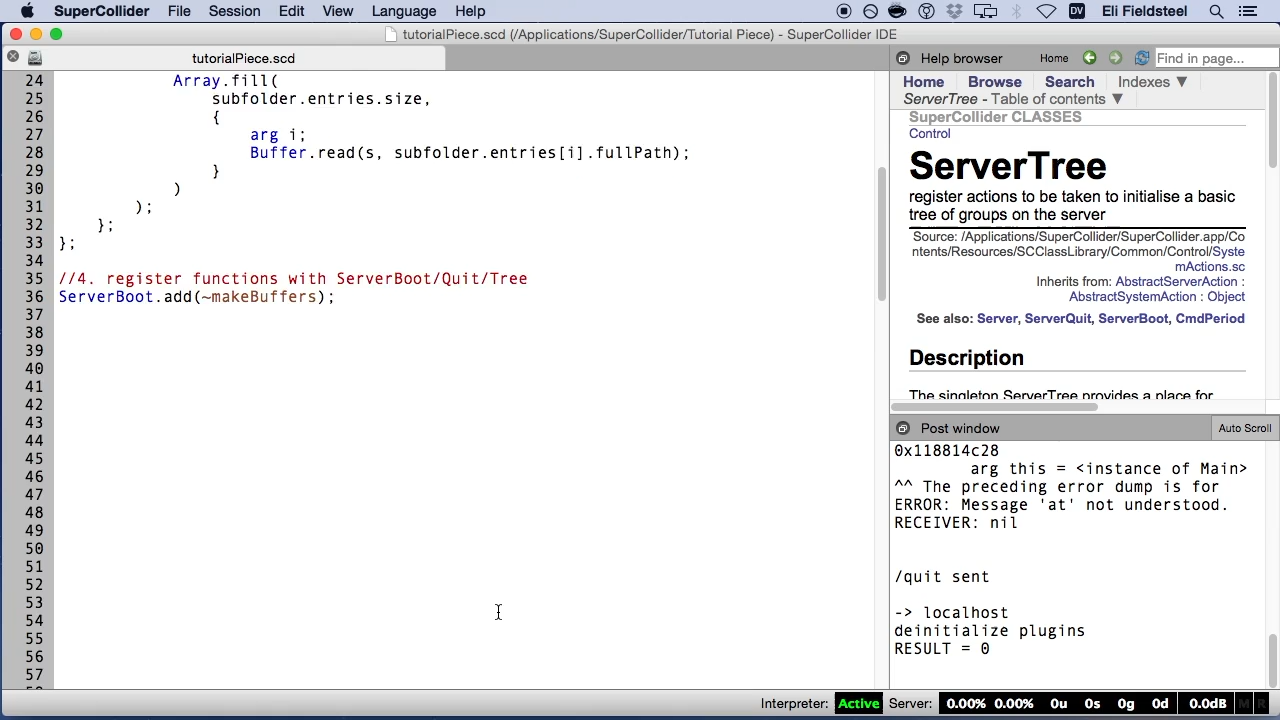 SuperCollider File Session Edit View Language Help DV Eli Fieldsteel
tutorialPiece.scd (/Applications/SuperCollider/Tutorial Piece) - SuperCollider IDE
tutorialPiece.scd
24 Array.fill(
25 subfolder.entries.size,
26 {
27 arg i;
28 Buffer.read(s, subfolder.entries[i].fullPath);
29 }
30 )
31 );
32 };
33 };
34
35 //4. register functions with ServerBoot/Quit/Tree
36 ServerBoot.add(~makeBuffers);
37
38
39
40
41
42
43
44
45
46
47
48
49
50
51
52
53
54
55
56
57
Help browser Home Find in page...
Home Browse Search Indexes ▼
ServerTree - Table of contents ▼
SuperCollider CLASSES
Control
ServerTree
register actions to be taken to initialise a basic
tree of groups on the server
Source: /Applications/SuperCollider/SuperCollider.app/Co
ntents/Resources/SCClassLibrary/Common/Control/Syste
mActions.sc
Inherits from: AbstractServerAction :
AbstractSystemAction : Object
See also: Server, ServerQuit, ServerBoot, CmdPeriod
Description
The singleton ServerTree provides a place for
Post window Auto Scroll
0x118814c28
arg this = <instance of Main>
^^ The preceding error dump is for
ERROR: Message 'at' not understood.
RECEIVER: nil
/quit sent
-> localhost
deinitialize plugins
RESULT = 0
Interpreter: Active Server: 0.00% 0.00% 0u 0s 0g 0d 0.0dB M R